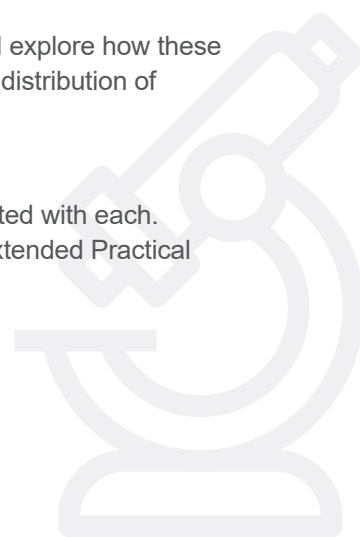 explore how these
distribution of
ted with each.
xtended Practical